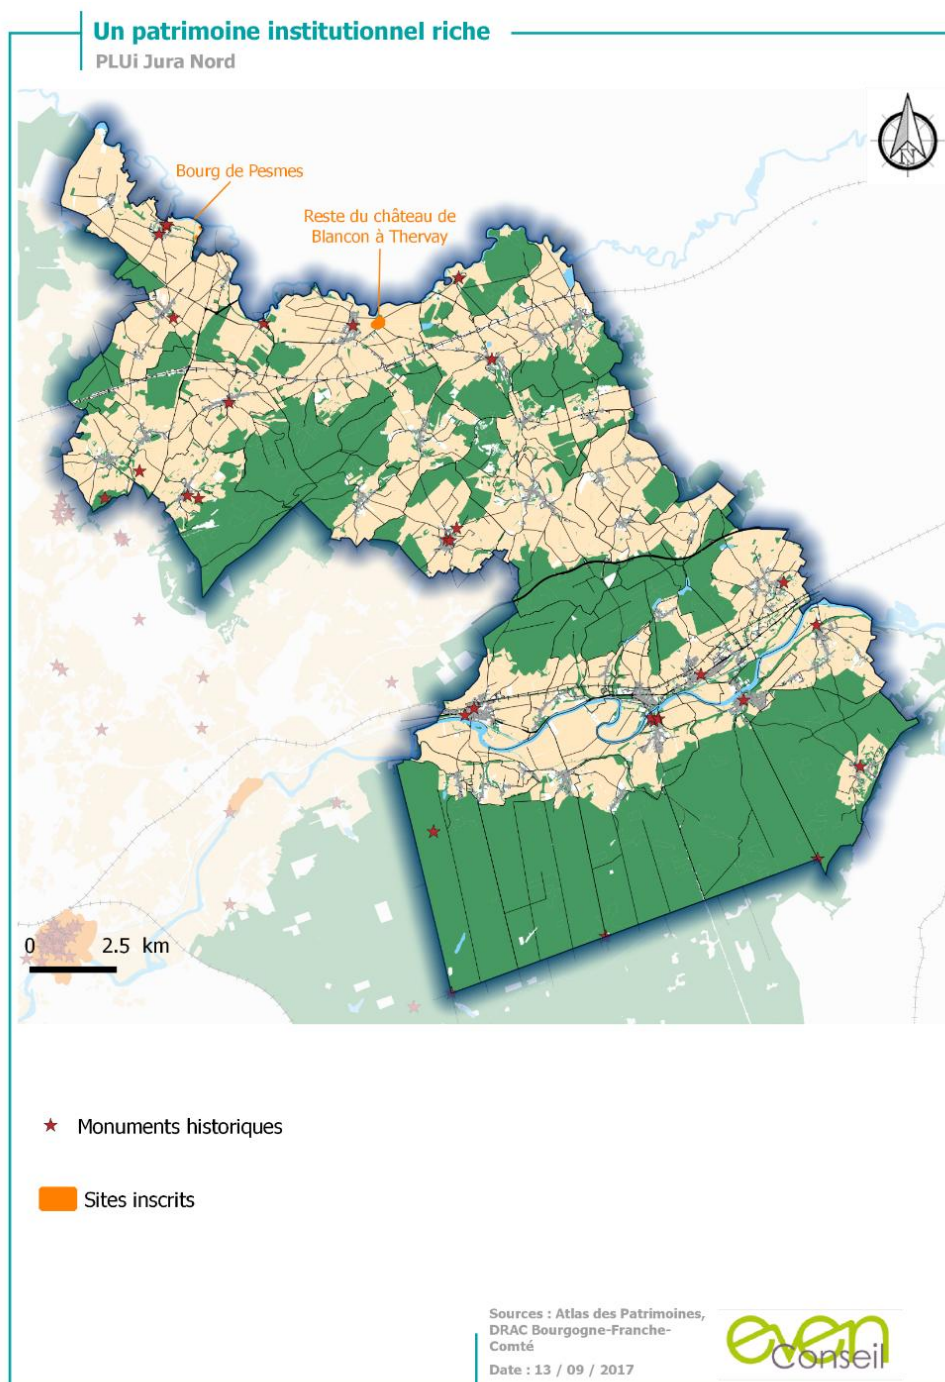 Un patrimoine institutionnel riche
PLUi Jura Nord
N
Bourg de Pesmes
Reste du château de
Blancon à Thervay
0 2.5 km
Monuments historiques
Sites inscrits
Sources : Atlas des Patrimoines,
DRAC Bourgogne-Franche-
Comté
Date : 13 / 09 / 2017
even
Conseil